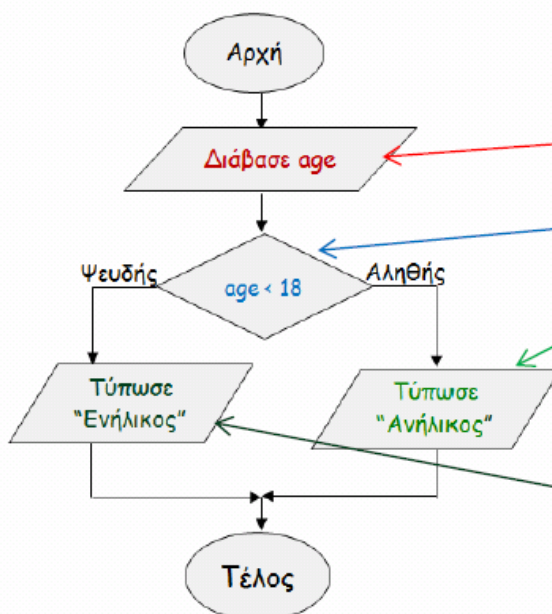 Αρχή
Διάβασε age
Ψευδής
Αληθής
age < 18
Τύπωσε
"Ενήλικος"
Τύπωσε
"Ανήλικος"
Τέλος